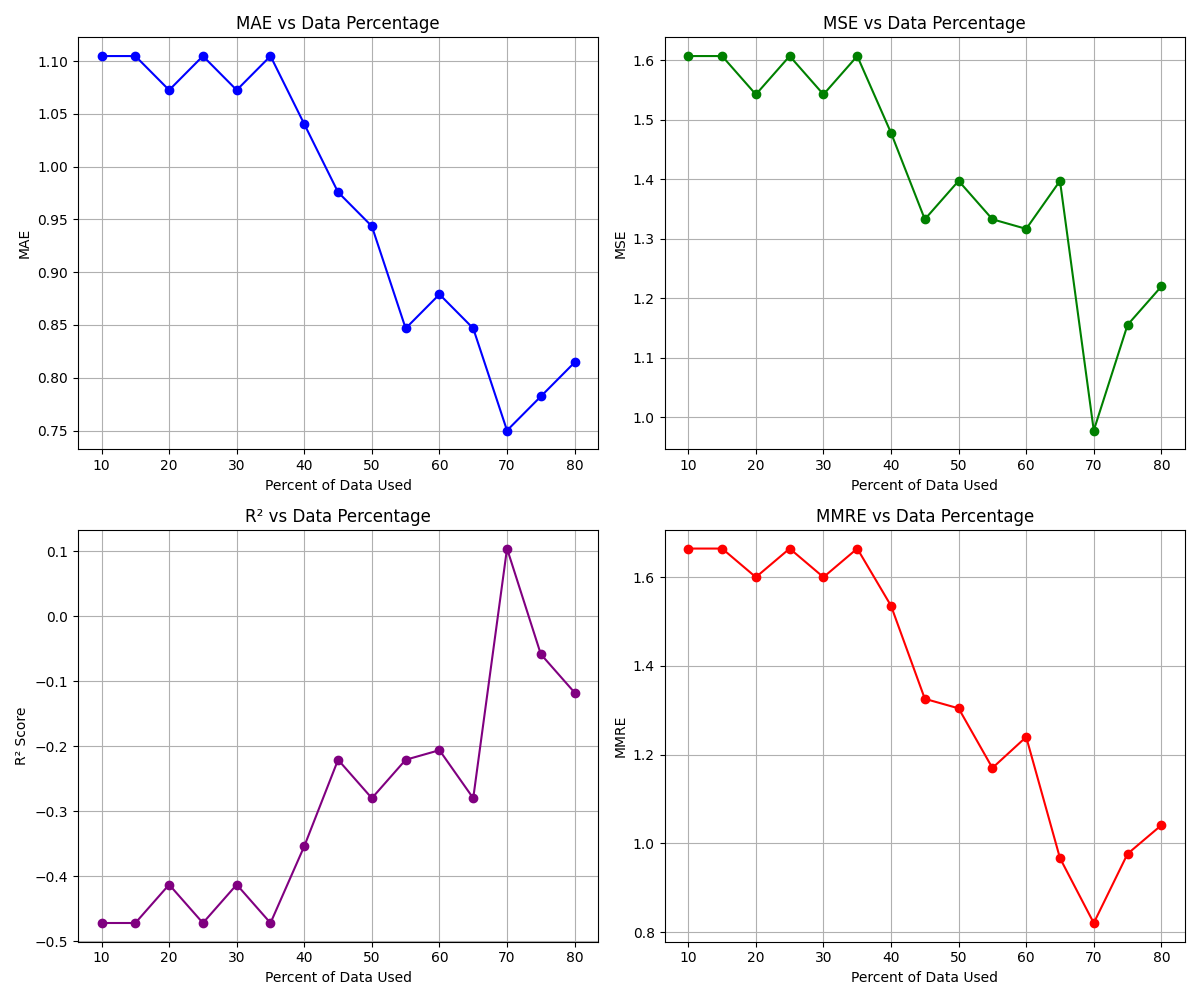 MAE vs Data Percentage
1.10
1.05
1.00
0.95
0.90
0.85
0.80
0.75
MAE
10 20 30 40 50 60 70 80
Percent of Data Used
MSE vs Data Percentage
1.6
1.5
1.4
1.3
1.2
1.1
1.0
MSE
10 20 30 40 50 60 70 80
Percent of Data Used
R² vs Data Percentage
0.1
0.0
−0.1
−0.2
−0.3
−0.4
−0.5
R² Score
10 20 30 40 50 60 70 80
Percent of Data Used
MMRE vs Data Percentage
1.6
1.4
1.2
1.0
0.8
MMRE
10 20 30 40 50 60 70 80
Percent of Data Used